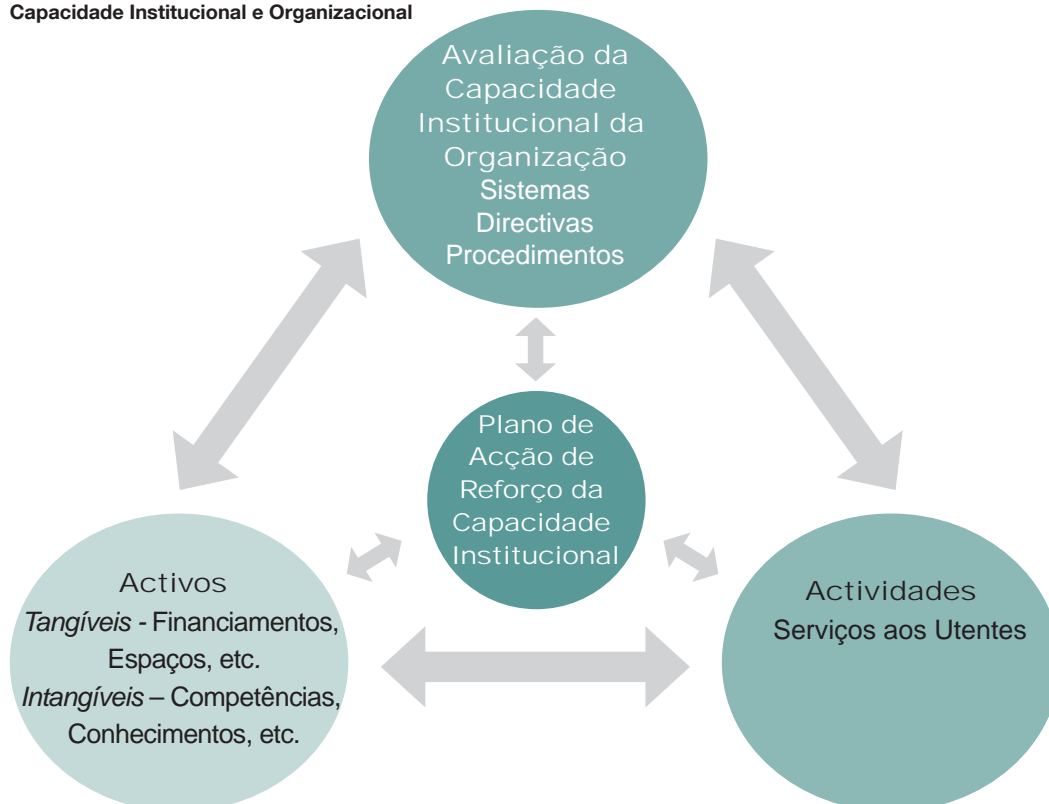 Capacidade Institucional e Organizacional
Avaliação da
Capacidade
Institucional da
Organização
Sistemas
Directivas
Procedimentos
Plano de
Acção de
Reforço da
Capacidade
Institucional
Activos
Tangíveis - Financiamentos,
Espaços, etc.
Intangíveis – Competências,
Conhecimentos, etc.
Actividades
Serviços aos Utentes